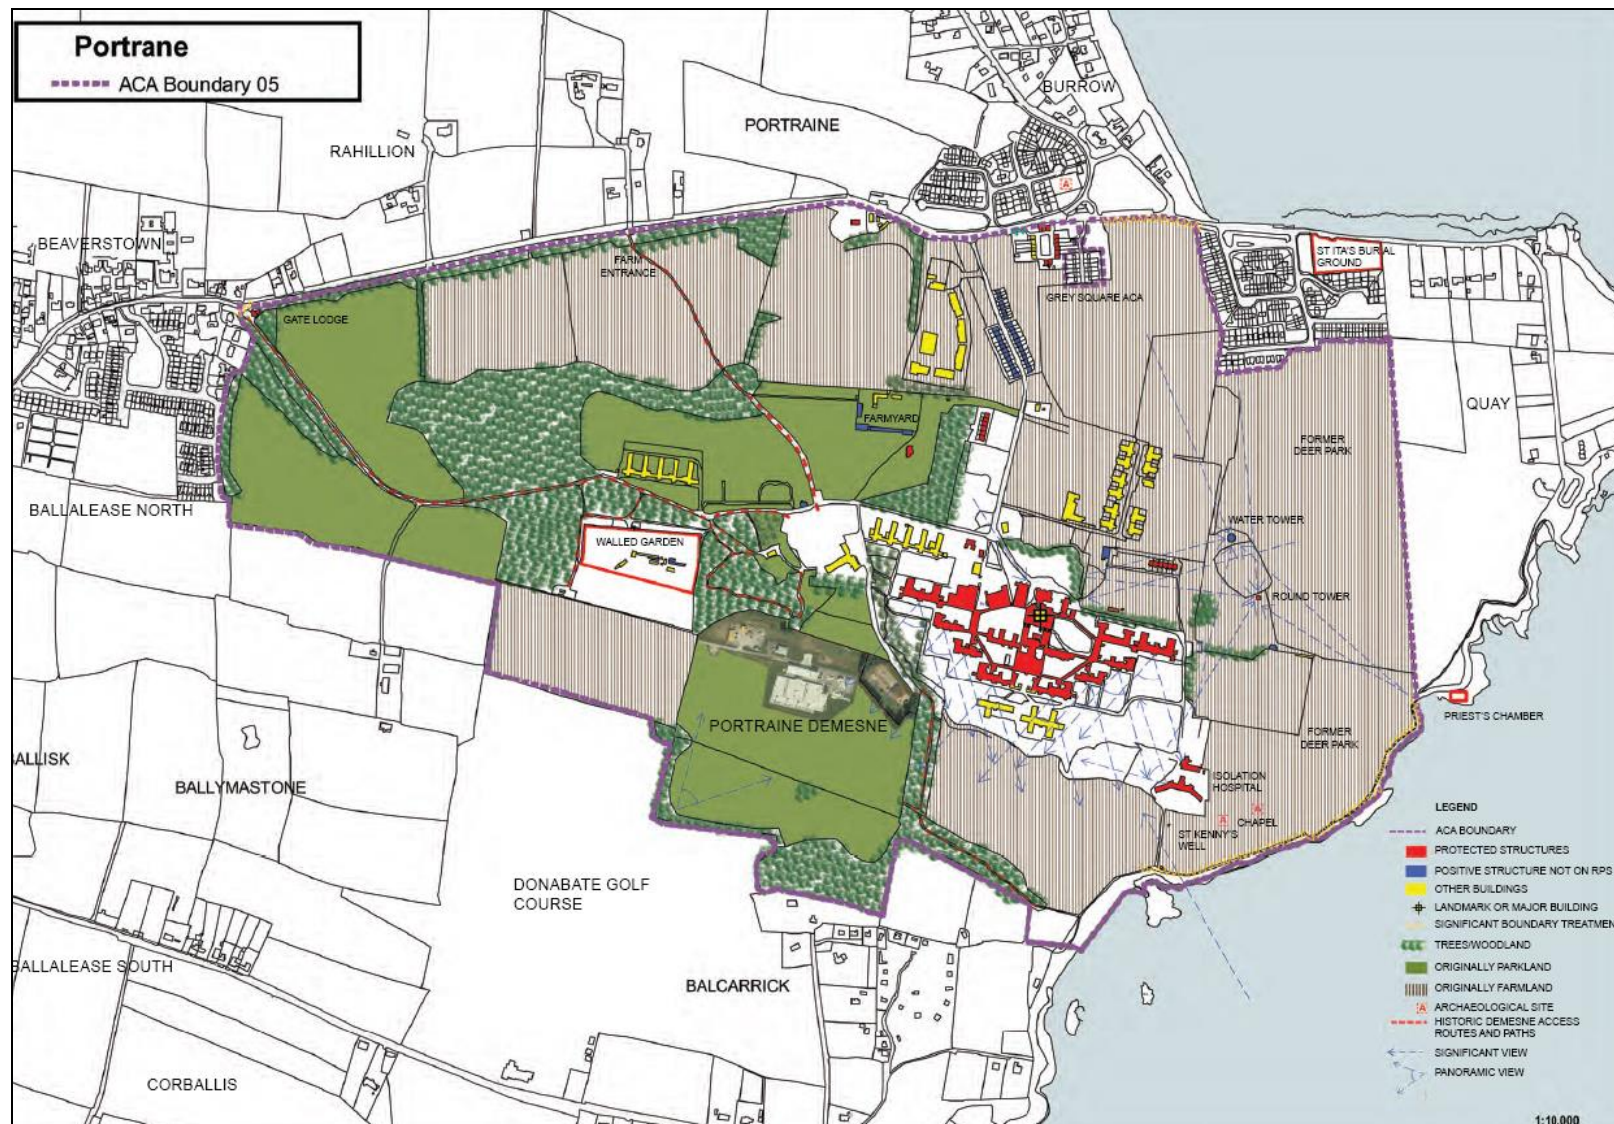 Portrane
ACA Boundary 05
BURROW
PORTRAINE
RAHILLION
BEAVERSTOWN
ST ITA'S BURIAL
GROUND
FARM
ENTRANCE
GREY SQUARE ACA
GATE LODGE
QUAY
FARMYARD
FORMER
DEER PARK
BALLALEASE NORTH
WATER TOWER
WALLED GARDEN
ROUND TOWER
PRIEST'S CHAMBER
PORTRAINE DEMESNE
FORMER
DEER PARK
BALLISK
BALLYMASTONE
ISOLATION
HOSPITAL
A
A
CHAPEL
ST KENNY'S
WELL
A
DONABATE GOLF
COURSE
BALLALEASE SOUTH
BALCARRICK
CORBALLIS
LEGEND
ACA BOUNDARY
PROTECTED STRUCTURES
POSITIVE STRUCTURE NOT ON RPS
OTHER BUILDINGS
LANDMARK OR MAJOR BUILDING
SIGNIFICANT BOUNDARY TREATMEN
TREES/WOODLAND
ORIGINALLY PARKLAND
ORIGINALLY FARMLAND
A ARCHAEOLOGICAL SITE
HISTORIC DEMESNE ACCESS
ROUTES AND PATHS
SIGNIFICANT VIEW
PANORAMIC VIEW
1:10,000